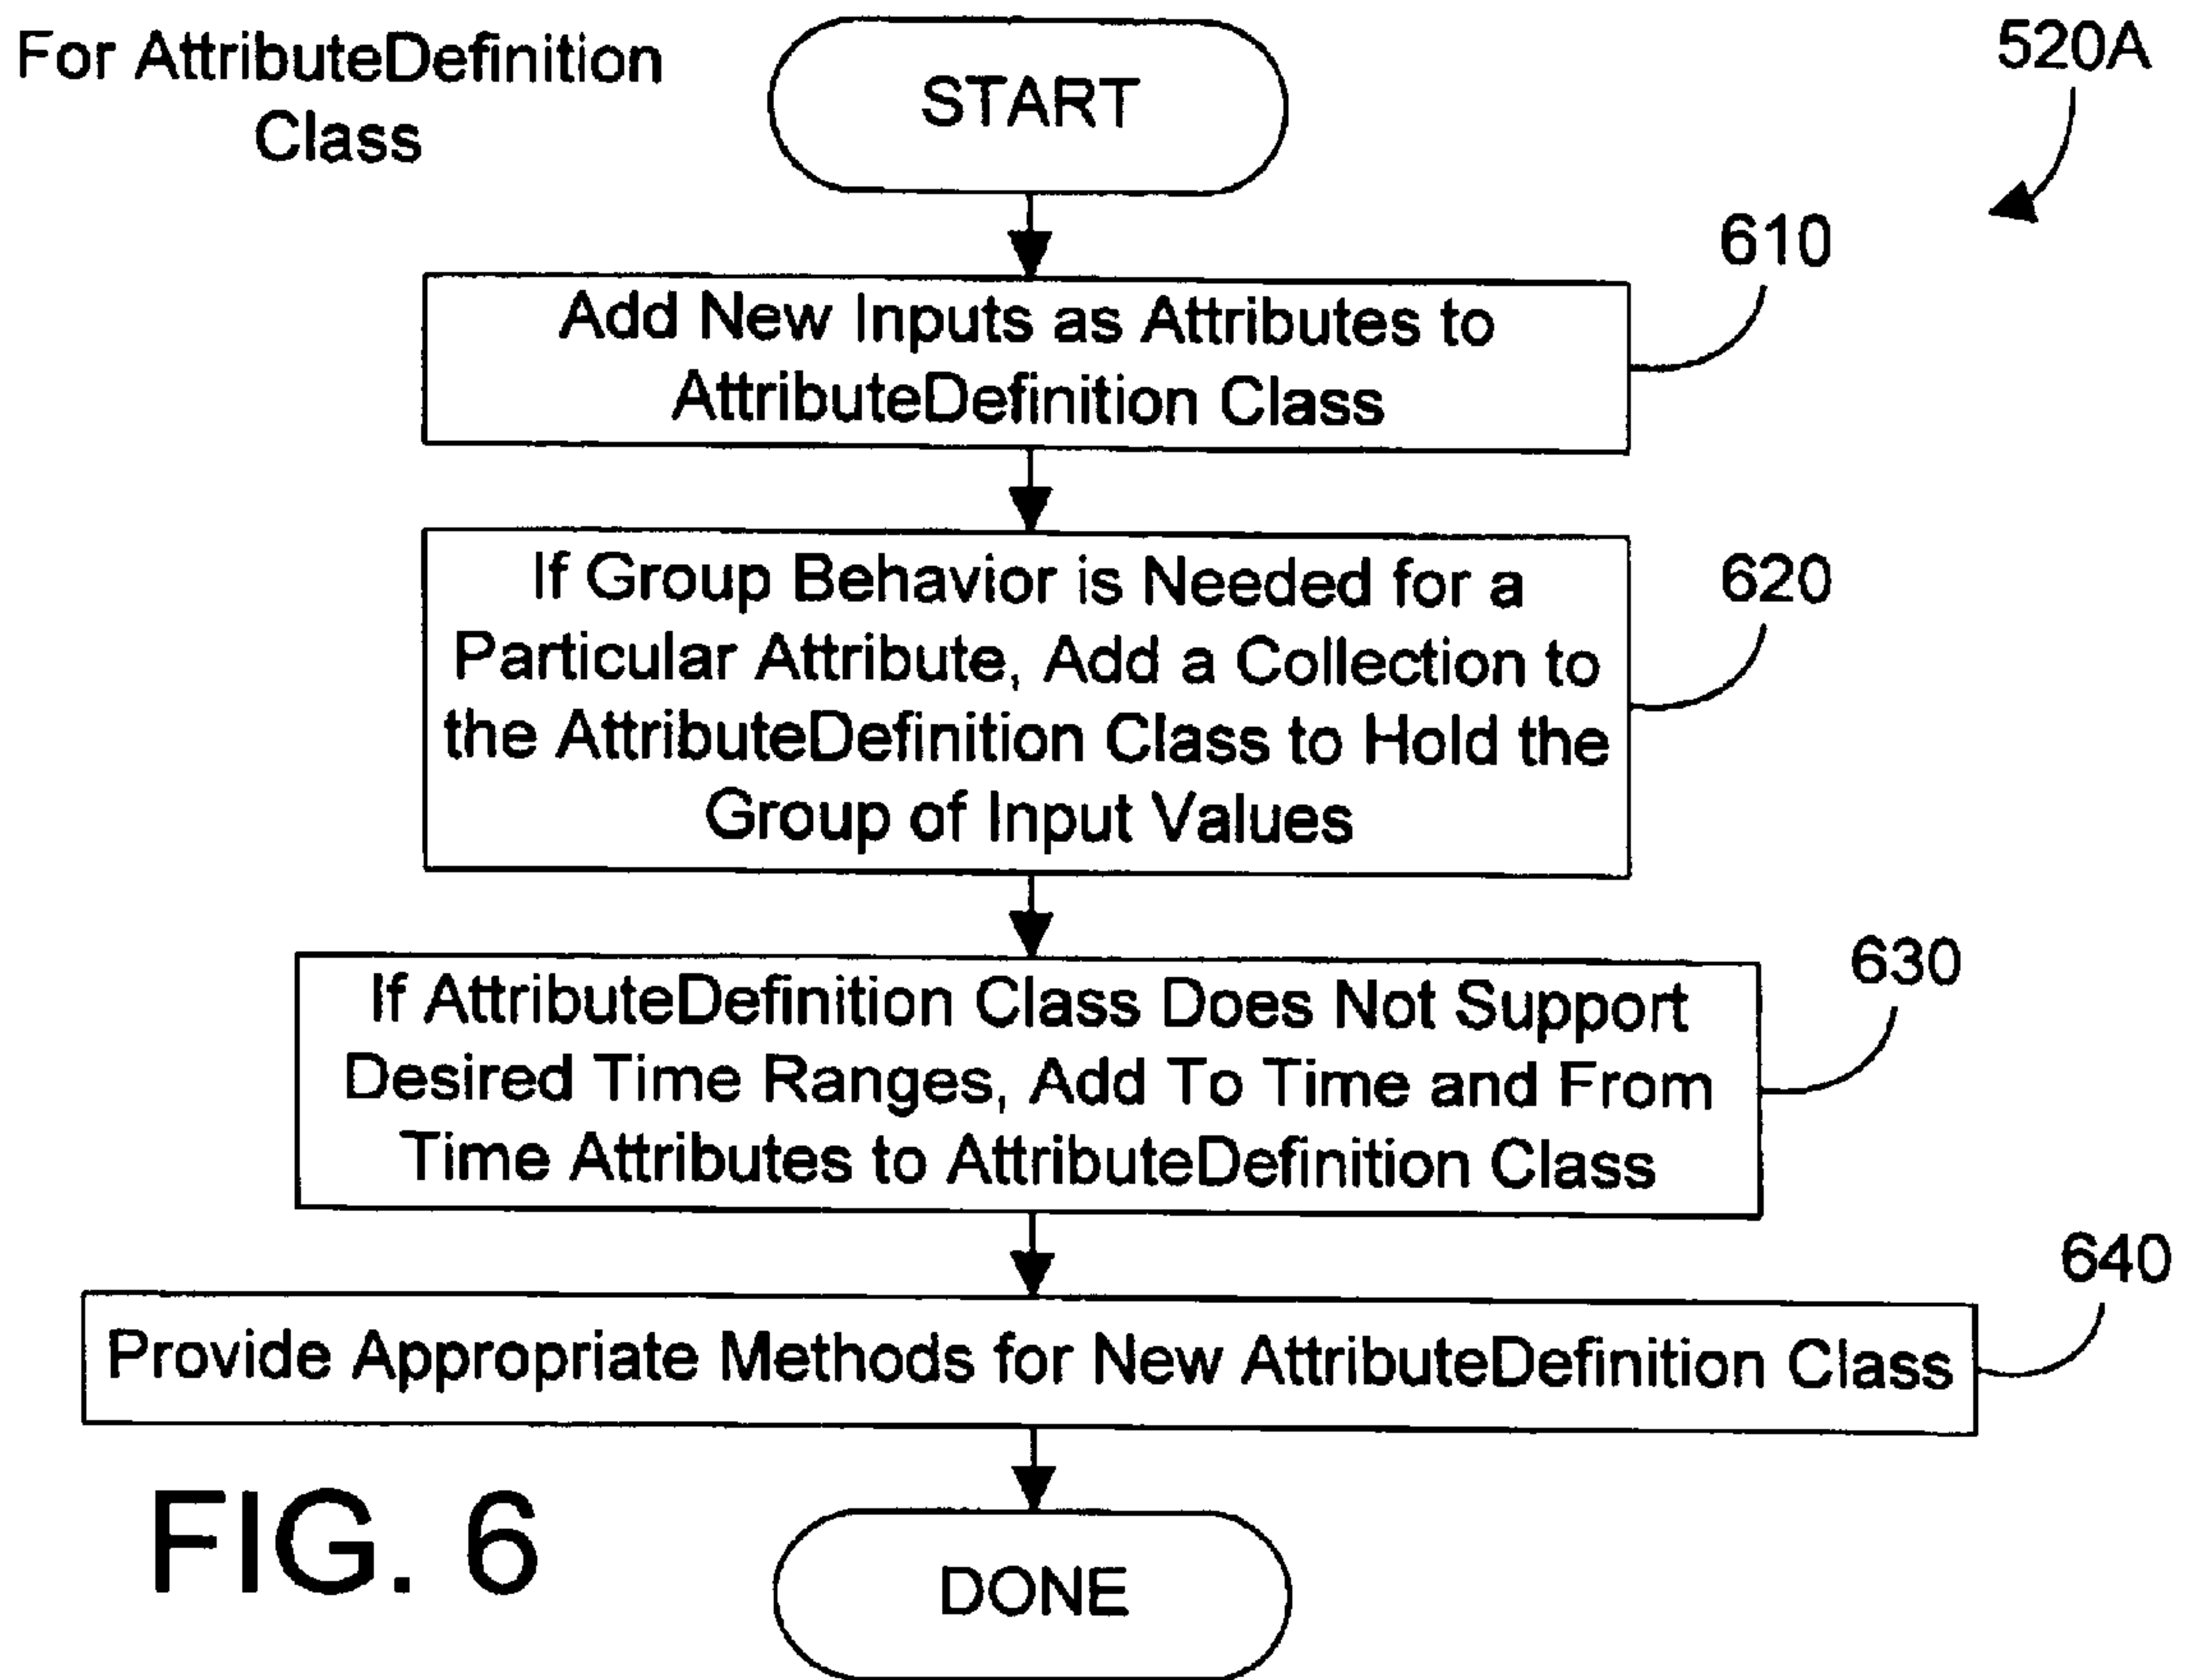 For AttributeDefinition
Class
START
520A
610
Add New Inputs as Attributes to
AttributeDefinition Class
620
If Group Behavior is Needed for a
Particular Attribute, Add a Collection to
the AttributeDefinition Class to Hold the
Group of Input Values
630
If AttributeDefinition Class Does Not Support
Desired Time Ranges, Add To Time and From
Time Attributes to AttributeDefinition Class
640
Provide Appropriate Methods for New AttributeDefinition Class
FIG. 6
DONE